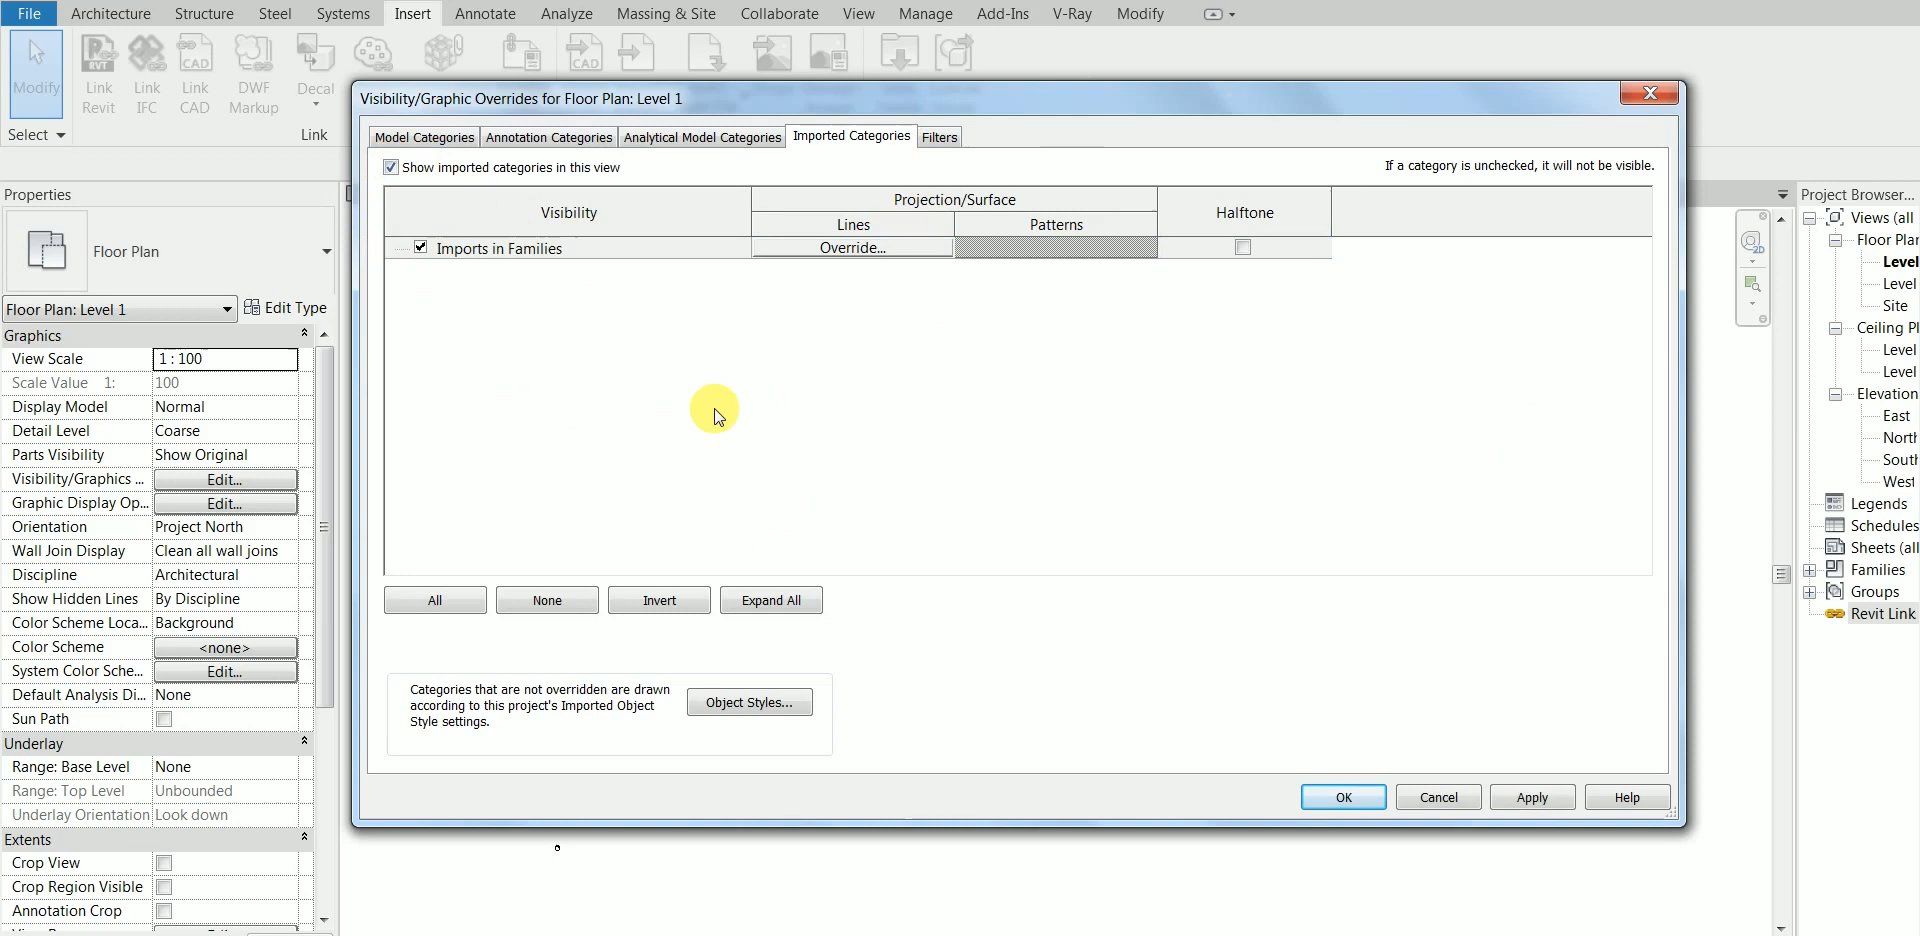 File Architecture Structure Steel Systems Insert Annotate Analyze Massing & Site Collaborate View Manage Add-Ins V-Ray Modify
RVT CAD CAD
Modify Link Link Link DWF Decal
Revit IFC CAD Markup
Select Link
Visibility/Graphic Overrides for Floor Plan: Level 1
Model Categories Annotation Categories Analytical Model Categories Imported Categories Filters
Show imported categories in this view If a category is unchecked, it will not be visible.
Visibility Projection/Surface Halftone
Lines Patterns
Imports in Families Override...
All None Invert Expand All
Categories that are not overridden are drawn
according to this project's Imported Object
Style settings.
Object Styles...
OK Cancel Apply Help
Properties
Floor Plan
Floor Plan: Level 1 Edit Type
Graphics
View Scale 1 : 100
Scale Value 1: 100
Display Model Normal
Detail Level Coarse
Parts Visibility Show Original
Visibility/Graphics ... Edit...
Graphic Display Op... Edit...
Orientation Project North
Wall Join Display Clean all wall joins
Discipline Architectural
Show Hidden Lines By Discipline
Color Scheme Loca... Background
Color Scheme <none>
System Color Sche... Edit...
Default Analysis Di... None
Sun Path
Underlay
Range: Base Level None
Range: Top Level Unbounded
Underlay Orientation Look down
Extents
Crop View
Crop Region Visible
Annotation Crop
2D
Project Browser...
Views (all
Floor Plan
Level
Level
Site
Ceiling Pl
Level
Level
Elevation
East
North
South
West
Legends
Schedules
Sheets (all
Families
Groups
Revit Link